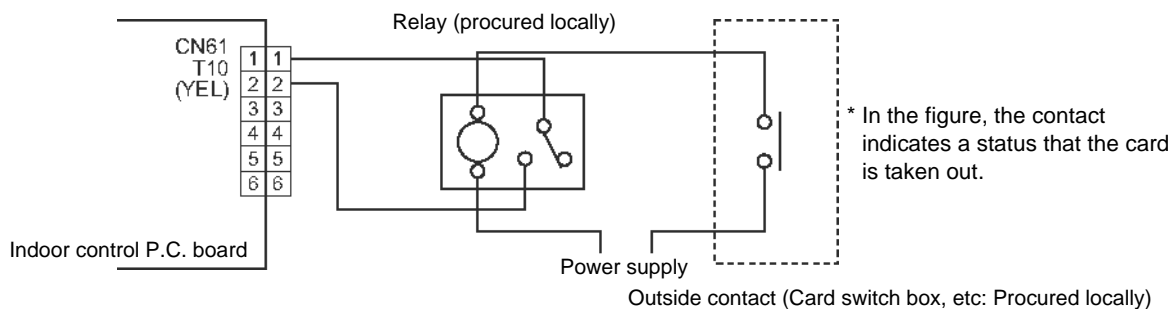 Relay (procured locally)
CN61
T10
(YEL)
1 1
2 2
3 3
4 4
5 5
6 6
* In the figure, the contact
indicates a status that the card
is taken out.
Indoor control P.C. board
Power supply
Outside contact (Card switch box, etc: Procured locally)